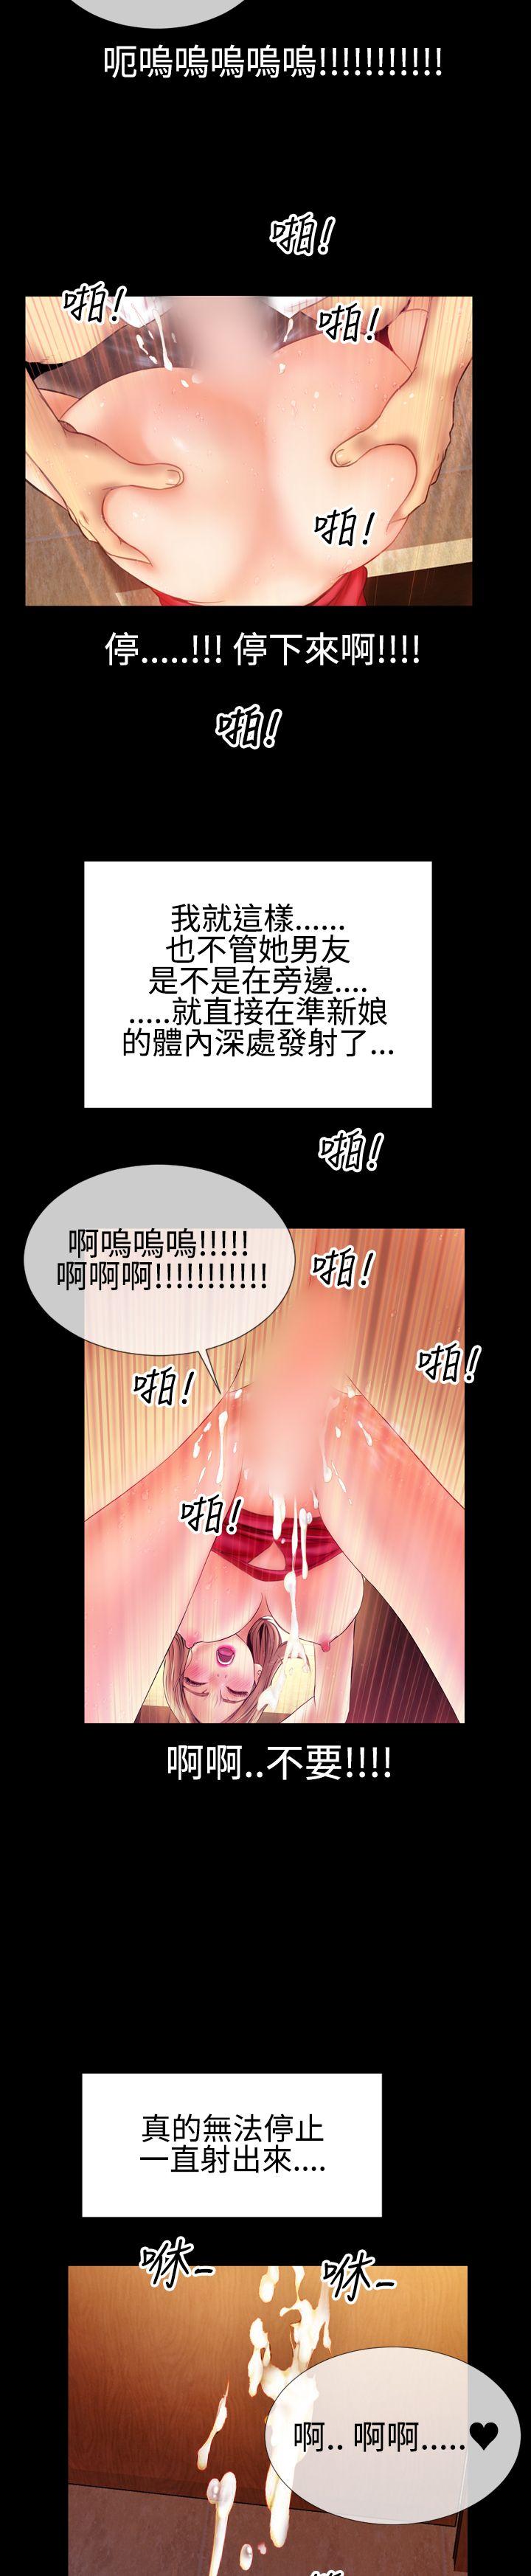 呃嗚嗚嗚嗚嗚!!!!!!!!!!!
啪!
啪!
啪!
啪!
停.....!!! 停下來啊!!!!
啪!
我就這樣......
也不管她男友
是不是在旁邊....
.....就直接在準新娘
的體內深處發射了...
啪!
啊嗚嗚嗚!!!!!
啊啊啊!!!!!!!!!!!
啪!
啪!
啪!
啪!
啊啊..不要!!!!
真的無法停止
一直射出來....
咻~
咻~
啊.. 啊啊.....♥